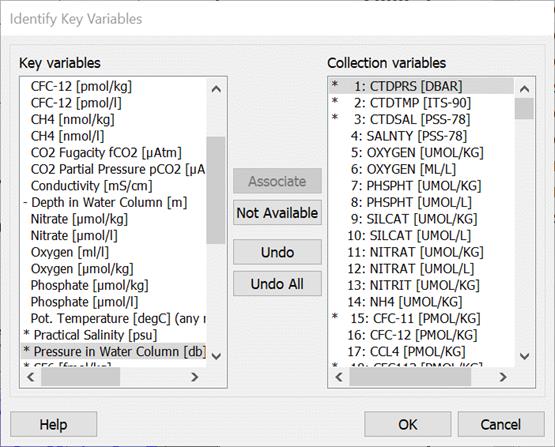 Identify Key Variables
Key variables
CFC-12 [pmol/kg]
CFC-12 [pmol/l]
CH4 [nmol/kg]
CH4 [nmol/l]
CO2 Fugacity fCO2 [µAtm]
CO2 Partial Pressure pCO2 [µA
Conductivity [mS/cm]
- Depth in Water Column [m]
Nitrate [µmol/kg]
Nitrate [µmol/l]
Oxygen [ml/l]
Oxygen [µmol/kg]
Phosphate [µmol/kg]
Phosphate [µmol/l]
Pot. Temperature [degC] (any r
* Practical Salinity [psu]
* Pressure in Water Column [db]
Associate
Not Available
Undo
Undo All
Collection variables
* 1: CTDPRS [DBAR]
* 2: CTDTMP [ITS-90]
* 3: CTDSAL [PSS-78]
4: SALNTY [PSS-78]
5: OXYGEN [UMOL/KG]
6: OXYGEN [ML/L]
7: PHSPHT [UMOL/KG]
8: PHSPHT [UMOL/L]
9: SILCAT [UMOL/KG]
10: SILCAT [UMOL/L]
11: NITRAT [UMOL/KG]
12: NITRAT [UMOL/L]
13: NITRIT [UMOL/KG]
14: NH4 [UMOL/KG]
* 15: CFC-11 [PMOL/KG]
16: CFC-12 [PMOL/KG]
17: CCL4 [PMOL/KG]
Help
OK
Cancel